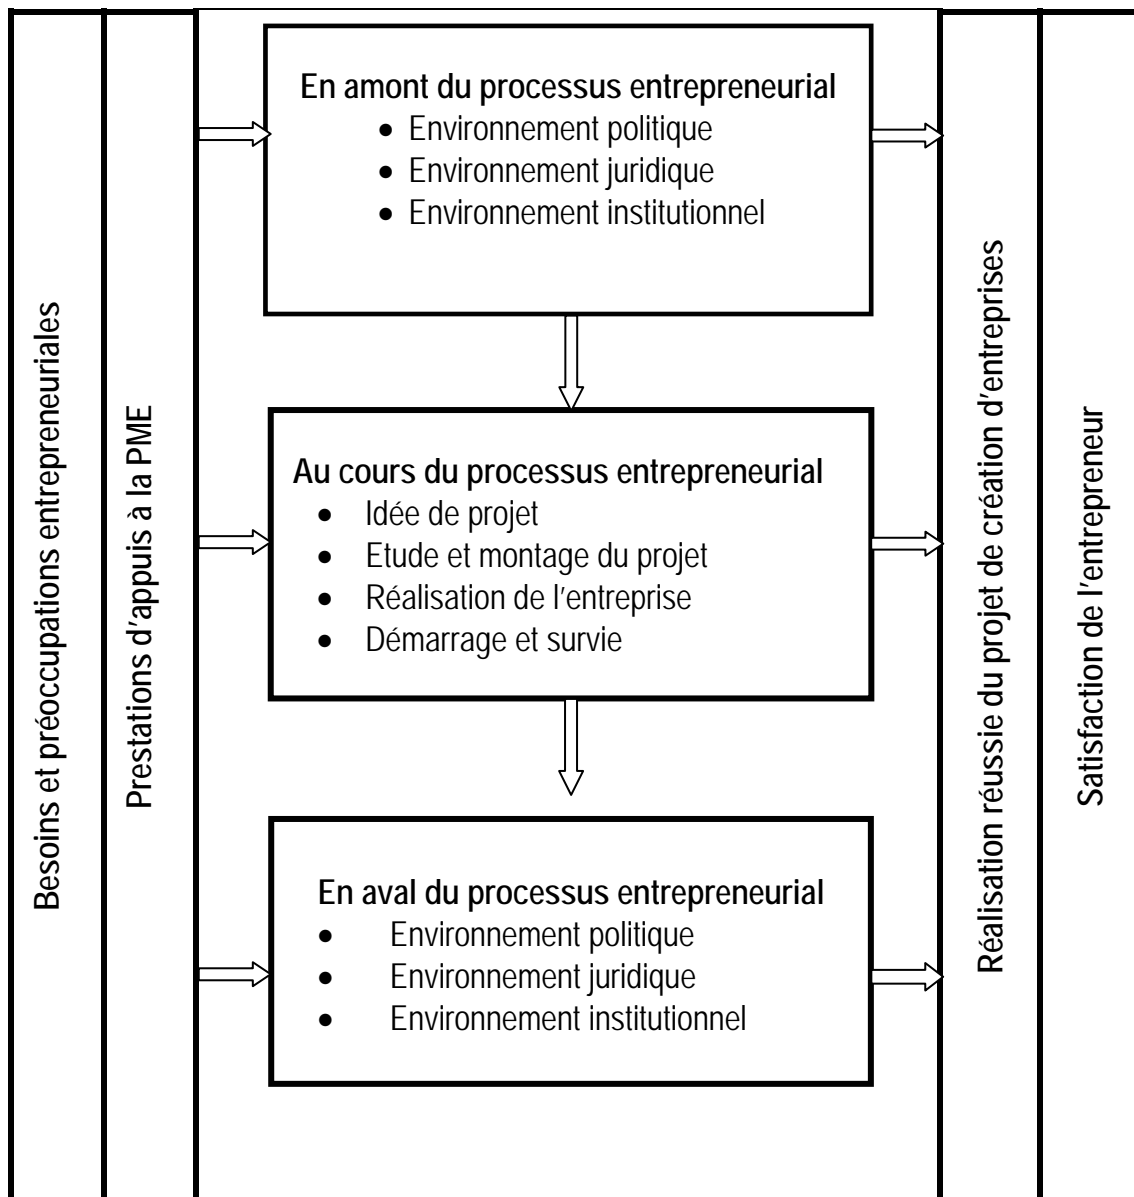 Besoins et préoccupations entrepreneuriales
Prestations d'appuis à la PME
En amont du processus entrepreneurial
• Environnement politique
• Environnement juridique
• Environnement institutionnel
Au cours du processus entrepreneurial
• Idée de projet
• Etude et montage du projet
• Réalisation de l'entreprise
• Démarrage et survie
En aval du processus entrepreneurial
• Environnement politique
• Environnement juridique
• Environnement institutionnel
Réalisation réussie du projet de création d'entreprises
Satisfaction de l'entrepreneur